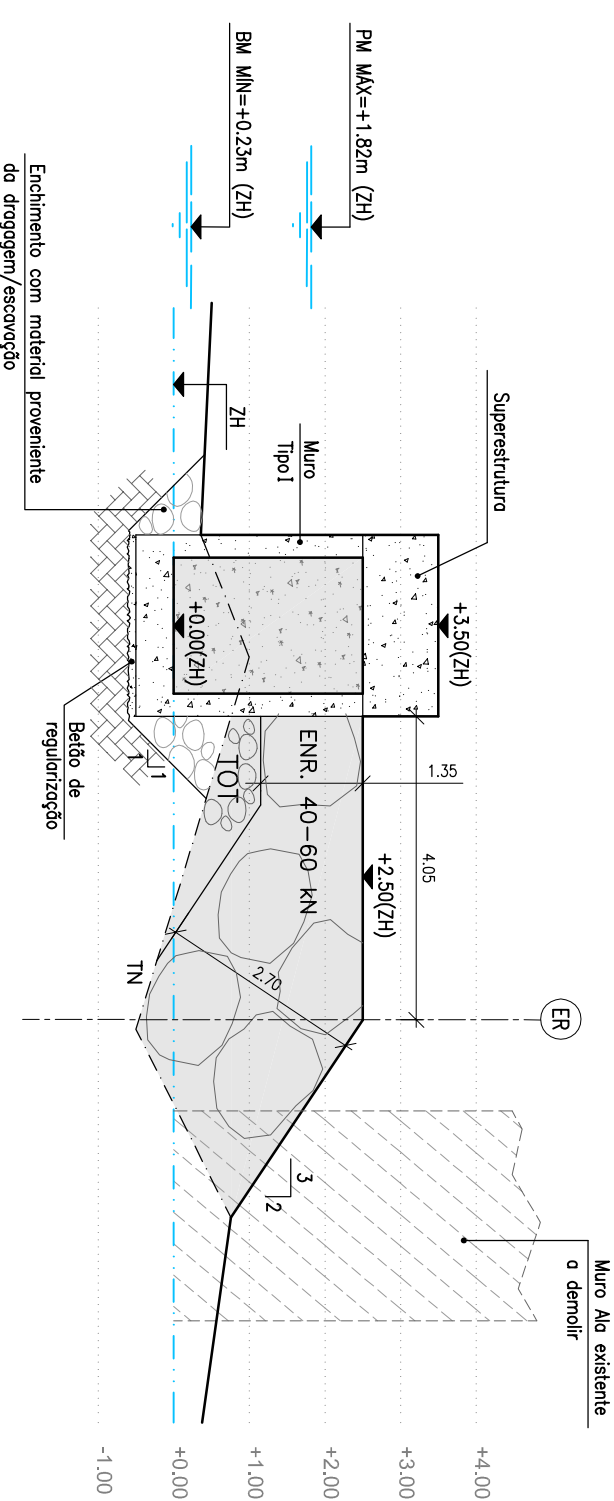 PM MÁX=+1.82m (ZH)
BM MÍN=+0.23m (ZH)
Enchimento com material proveniente
da dragagem/escavação
Superestrutura
ZH
Muro
Tipo I
+3.50(ZH)
+0.00(ZH)
Betão de
regularização
1
1
TOT
ENR. 40-60 kN
1.35
4.05
+2.50(ZH)
2.70
TN
ER
3
2
Muro Ala existente
a demolir
+4.00
+3.00
+2.00
+1.00
+0.00
-1.00